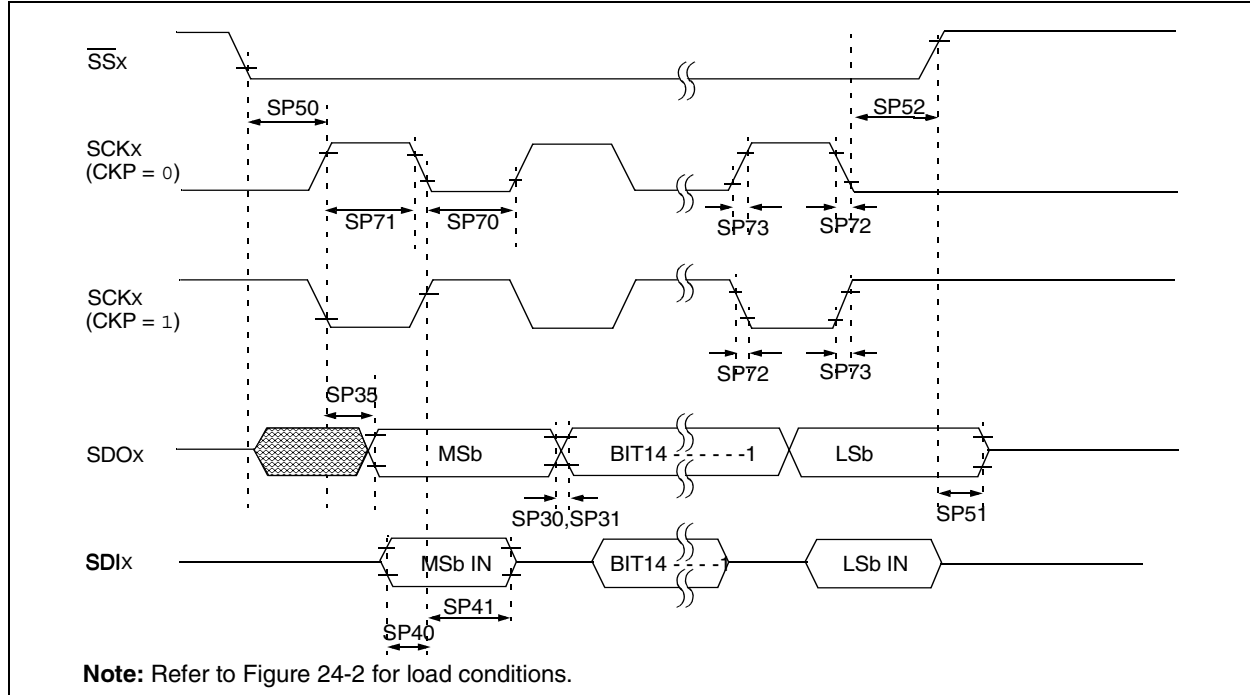 SSx
SP50
SP52
SCKx
(CKP = 0)
SP71
SP70
SP73
SP72
SCKx
(CKP = 1)
SP72
SP73
SP35
SDOx
MSb
BIT14 - - - - - -1
LSb
SP30,SP31
SP51
SDIx
MSb IN
BIT14 - - - -1
LSb IN
SP41
SP40
Note: Refer to Figure 24-2 for load conditions.